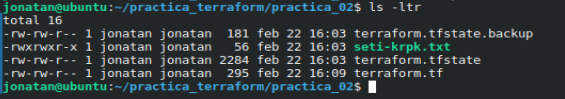 jonatan@ubuntu:~/practica_terraform/practica_02$ ls -ltr
total 16
-rw-rw-r-- 1 jonatan jonatan  181 feb 22 16:03 terraform.tfstate.backup
-rwxrwxr-x 1 jonatan jonatan   56 feb 22 16:03 seti-krpk.txt
-rw-rw-r-- 1 jonatan jonatan 2284 feb 22 16:03 terraform.tfstate
-rw-rw-r-- 1 jonatan jonatan  295 feb 22 16:09 terraform.tf
jonatan@ubuntu:~/practica_terraform/practica_02$